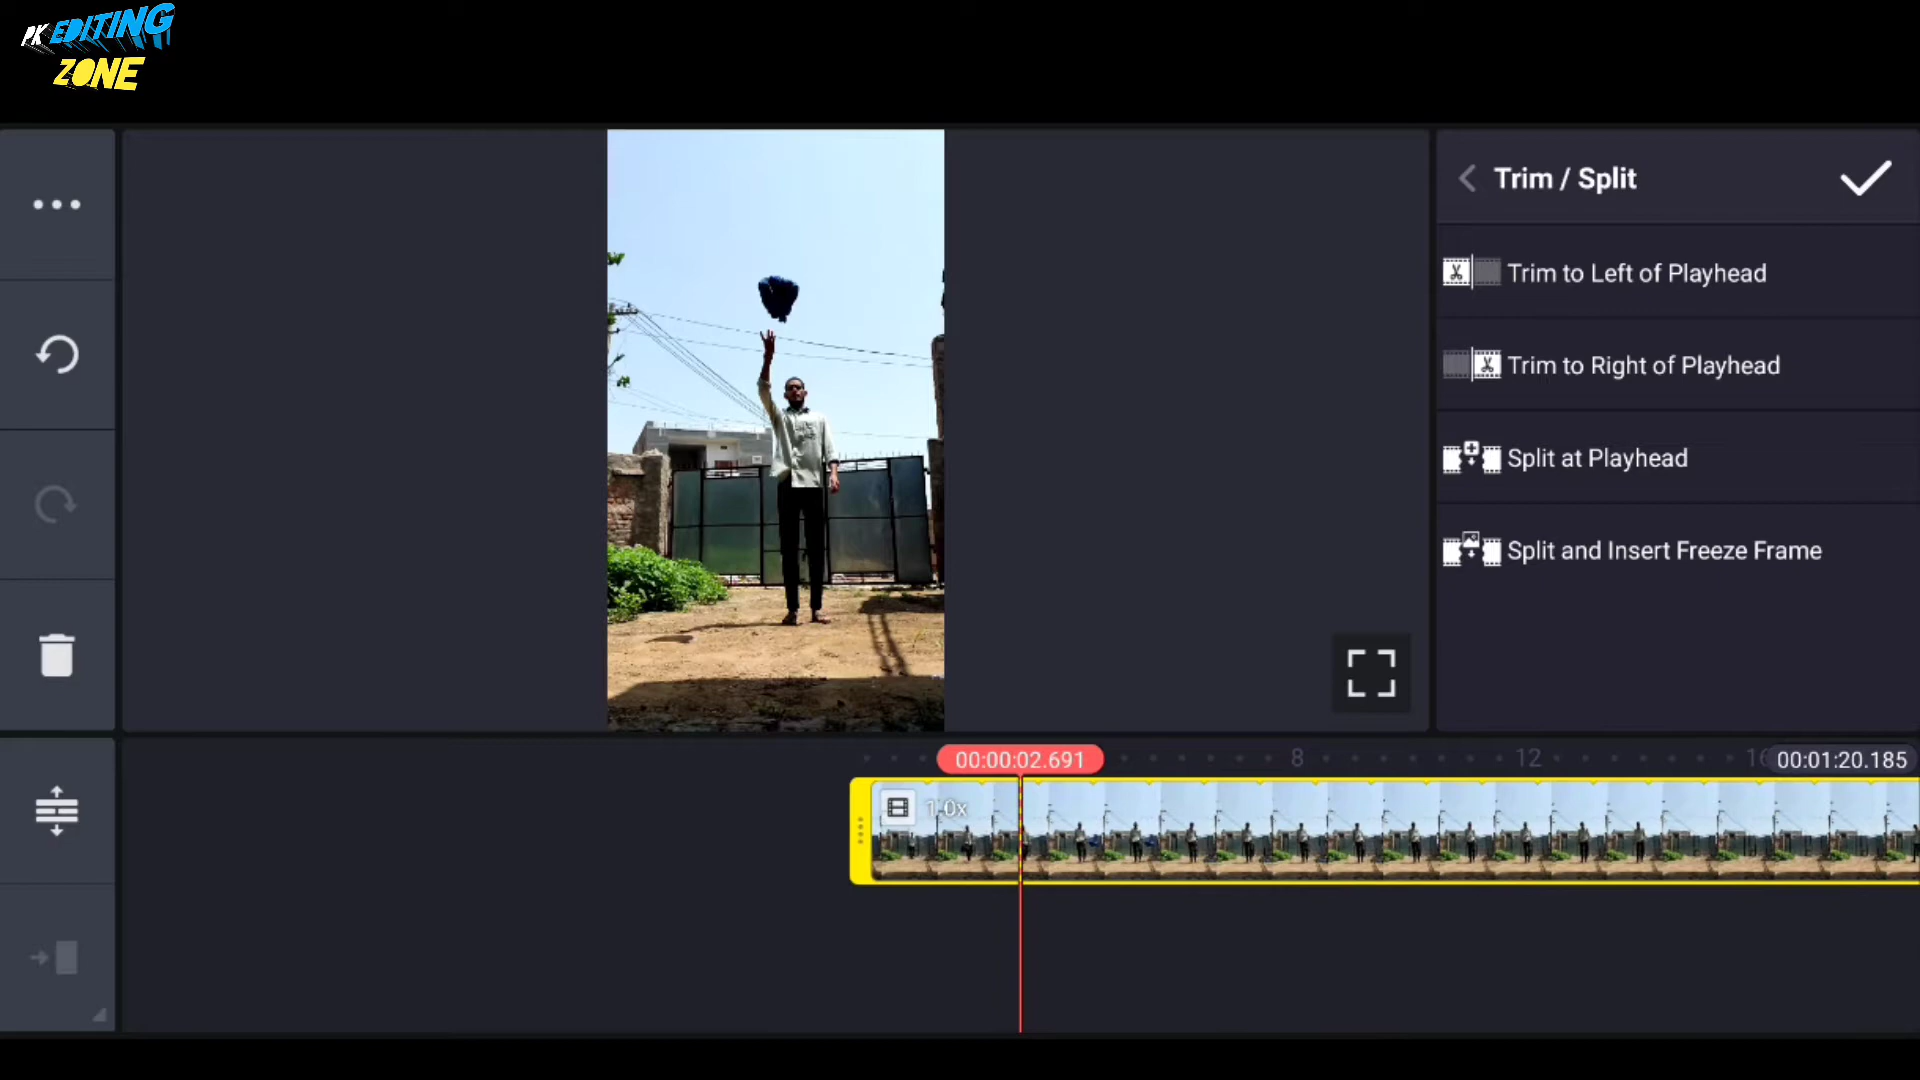 PK EDITING
ZONE
Trim / Split
Trim to Left of Playhead
Trim to Right of Playhead
Split at Playhead
Split and Insert Freeze Frame
00:00:02.691
8
12
16
00:01:20.185
1.0x